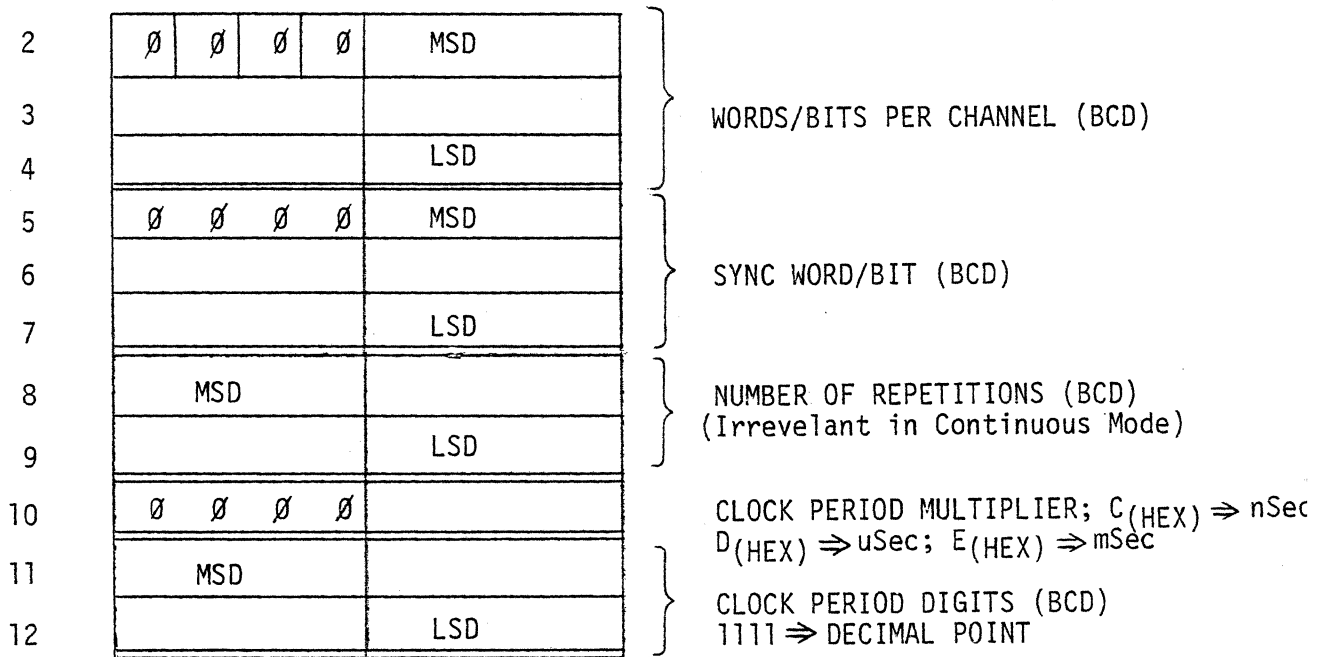 2 Ø Ø Ø Ø MSD
3
WORDS/BITS PER CHANNEL (BCD)
4 LSD
5 Ø Ø Ø Ø MSD
6 SYNC WORD/BIT (BCD)
7 LSD
8 MSD NUMBER OF REPETITIONS (BCD)
(Irrevelant in Continuous Mode)
9 LSD
10 Ø Ø Ø Ø CLOCK PERIOD MULTIPLIER; C(HEX) ⇒ nSec
D(HEX) ⇒ uSec; E(HEX) ⇒ mSec
11 MSD
CLOCK PERIOD DIGITS (BCD)
12 LSD 1111 ⇒ DECIMAL POINT